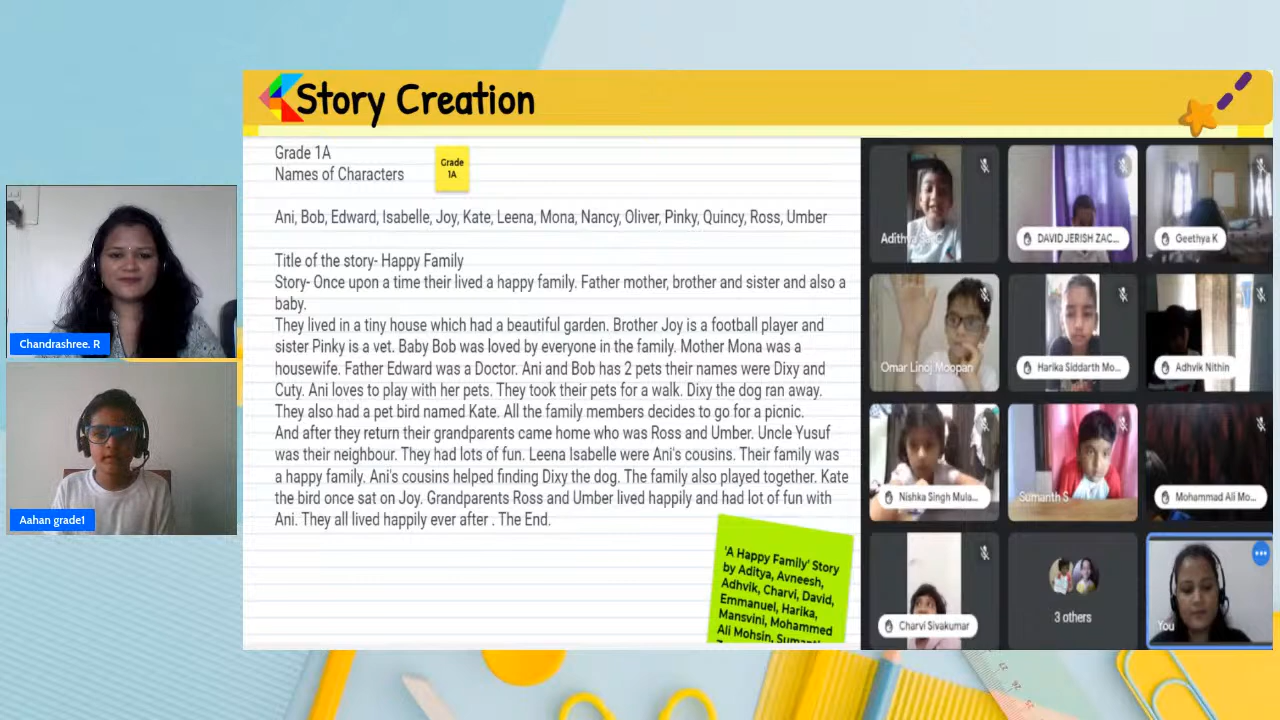 Story Creation
Grade 1A
Names of Characters
Grade
1A
Ani, Bob, Edward, Isabelle, Joy, Kate, Leena, Mona, Nancy, Oliver, Pinky, Quincy, Ross, Umber
Title of the story- Happy Family
Story- Once upon a time their lived a happy family. Father mother, brother and sister and also a
baby.
They lived in a tiny house which had a beautiful garden. Brother Joy is a football player and
sister Pinky is a vet. Baby Bob was loved by everyone in the family. Mother Mona was a
housewife. Father Edward was a Doctor. Ani and Bob has 2 pets their names were Dixy and
Cuty. Ani loves to play with her pets. They took their pets for a walk. Dixy the dog ran away.
They also had a pet bird named Kate. All the family members decides to go for a picnic.
And after they return their grandparents came home who was Ross and Umber. Uncle Yusuf
was their neighbour. They had lots of fun. Leena Isabelle were Ani's cousins. Their family was
a happy family. Ani's cousins helped finding Dixy the dog. The family also played together. Kate
the bird once sat on Joy. Grandparents Ross and Umber lived happily and had lot of fun with
Ani. They all lived happily ever after . The End.
'A Happy Family' Story
by Aditya, Avneesh,
Adhvik, Charvi, David,
Emmanuel, Harika,
Mansvini, Mohammed
Ali Mohsin,
Chandrashree. R
Aahan grade1
DAVID JERISH ZAC...
Geethya K
Omar Linoj Moopan
Harika Siddarth Mo...
Adhvik Nithin
Nishka Singh Mula...
Sumanth S
Mohammad Ali Mo...
Charvi Sivakumar
3 others
You